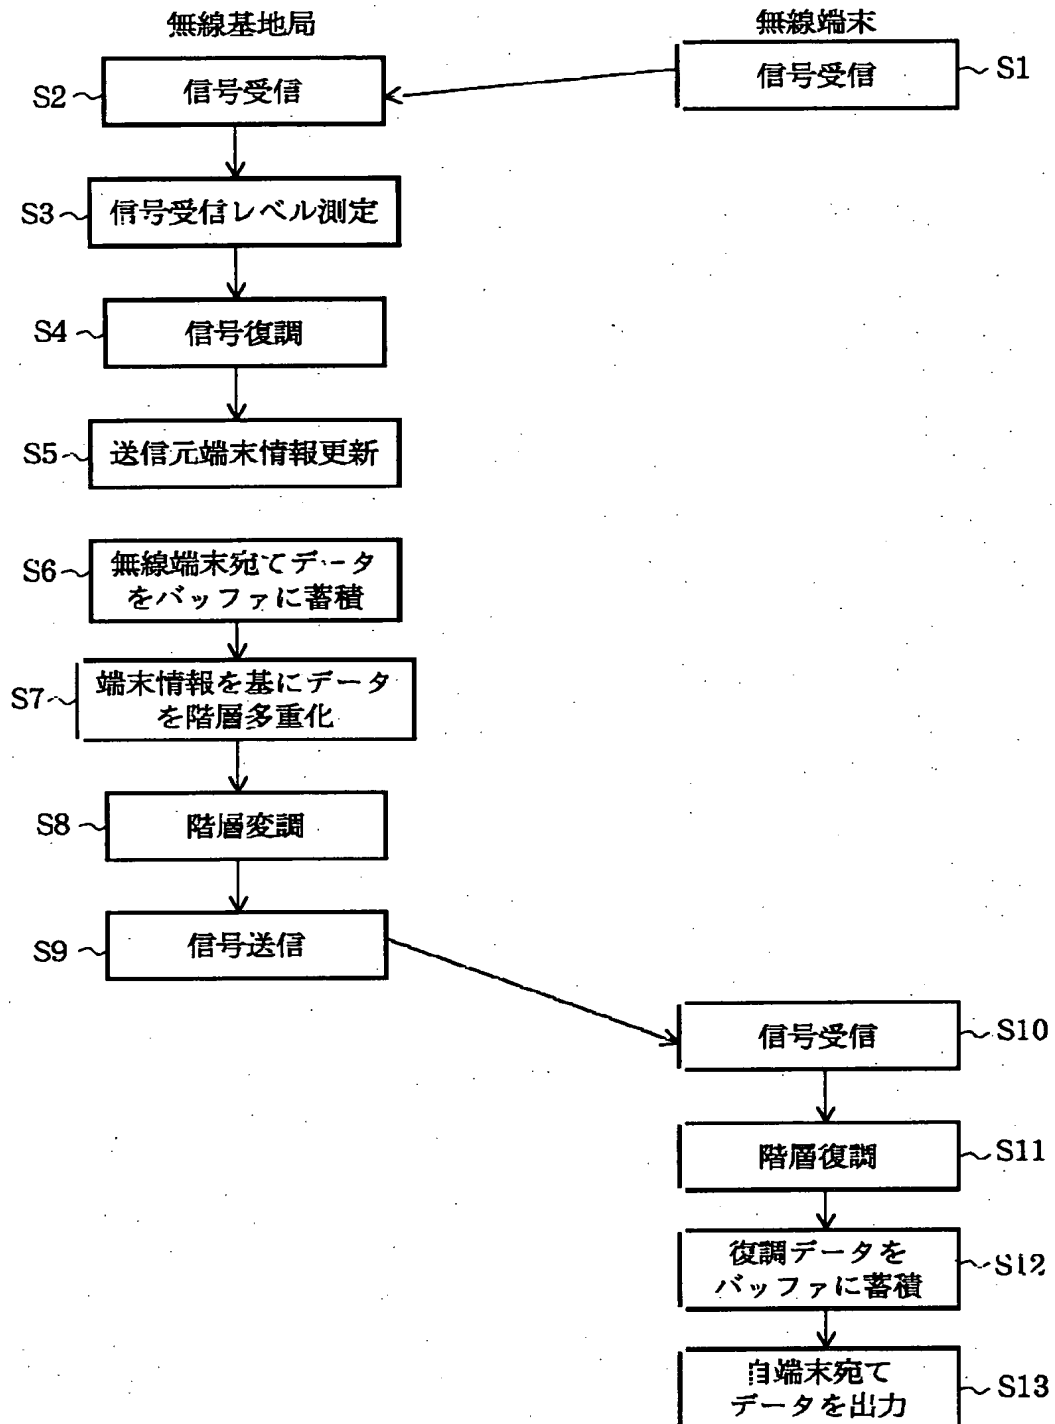 無線基地局
無線端末
信号受信
S1
S2
信号受信
S3
信号受信レベル測定
S4
信号復調
S5
送信元端末情報更新
S6
無線端末宛てデータ
をバッファに蓄積
S7
端末情報を基にデータ
を階層多重化
S8
階層変調
S9
信号送信
信号受信
S10
階層復調
S11
復調データを
バッファに蓄積
S12
自端末宛て
データを出力
S13